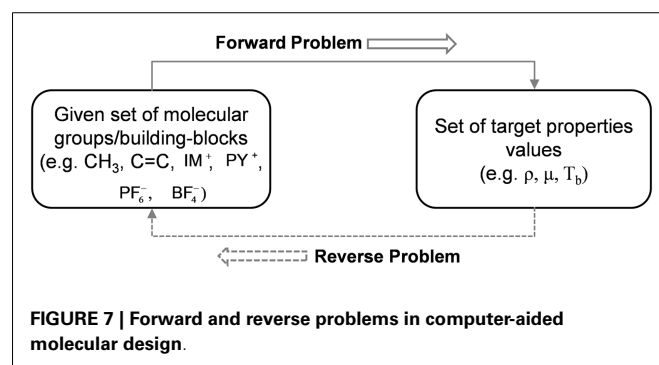 Forward Problem
Given set of molecular
groups/building-blocks
(e.g. CH₃, C=C, IM⁺, PY⁺,
PF₆⁻, BF₄⁻)
Set of target properties
values
(e.g. ρ, μ, T_b)
Reverse Problem
FIGURE 7 | Forward and reverse problems in computer-aided
molecular design.